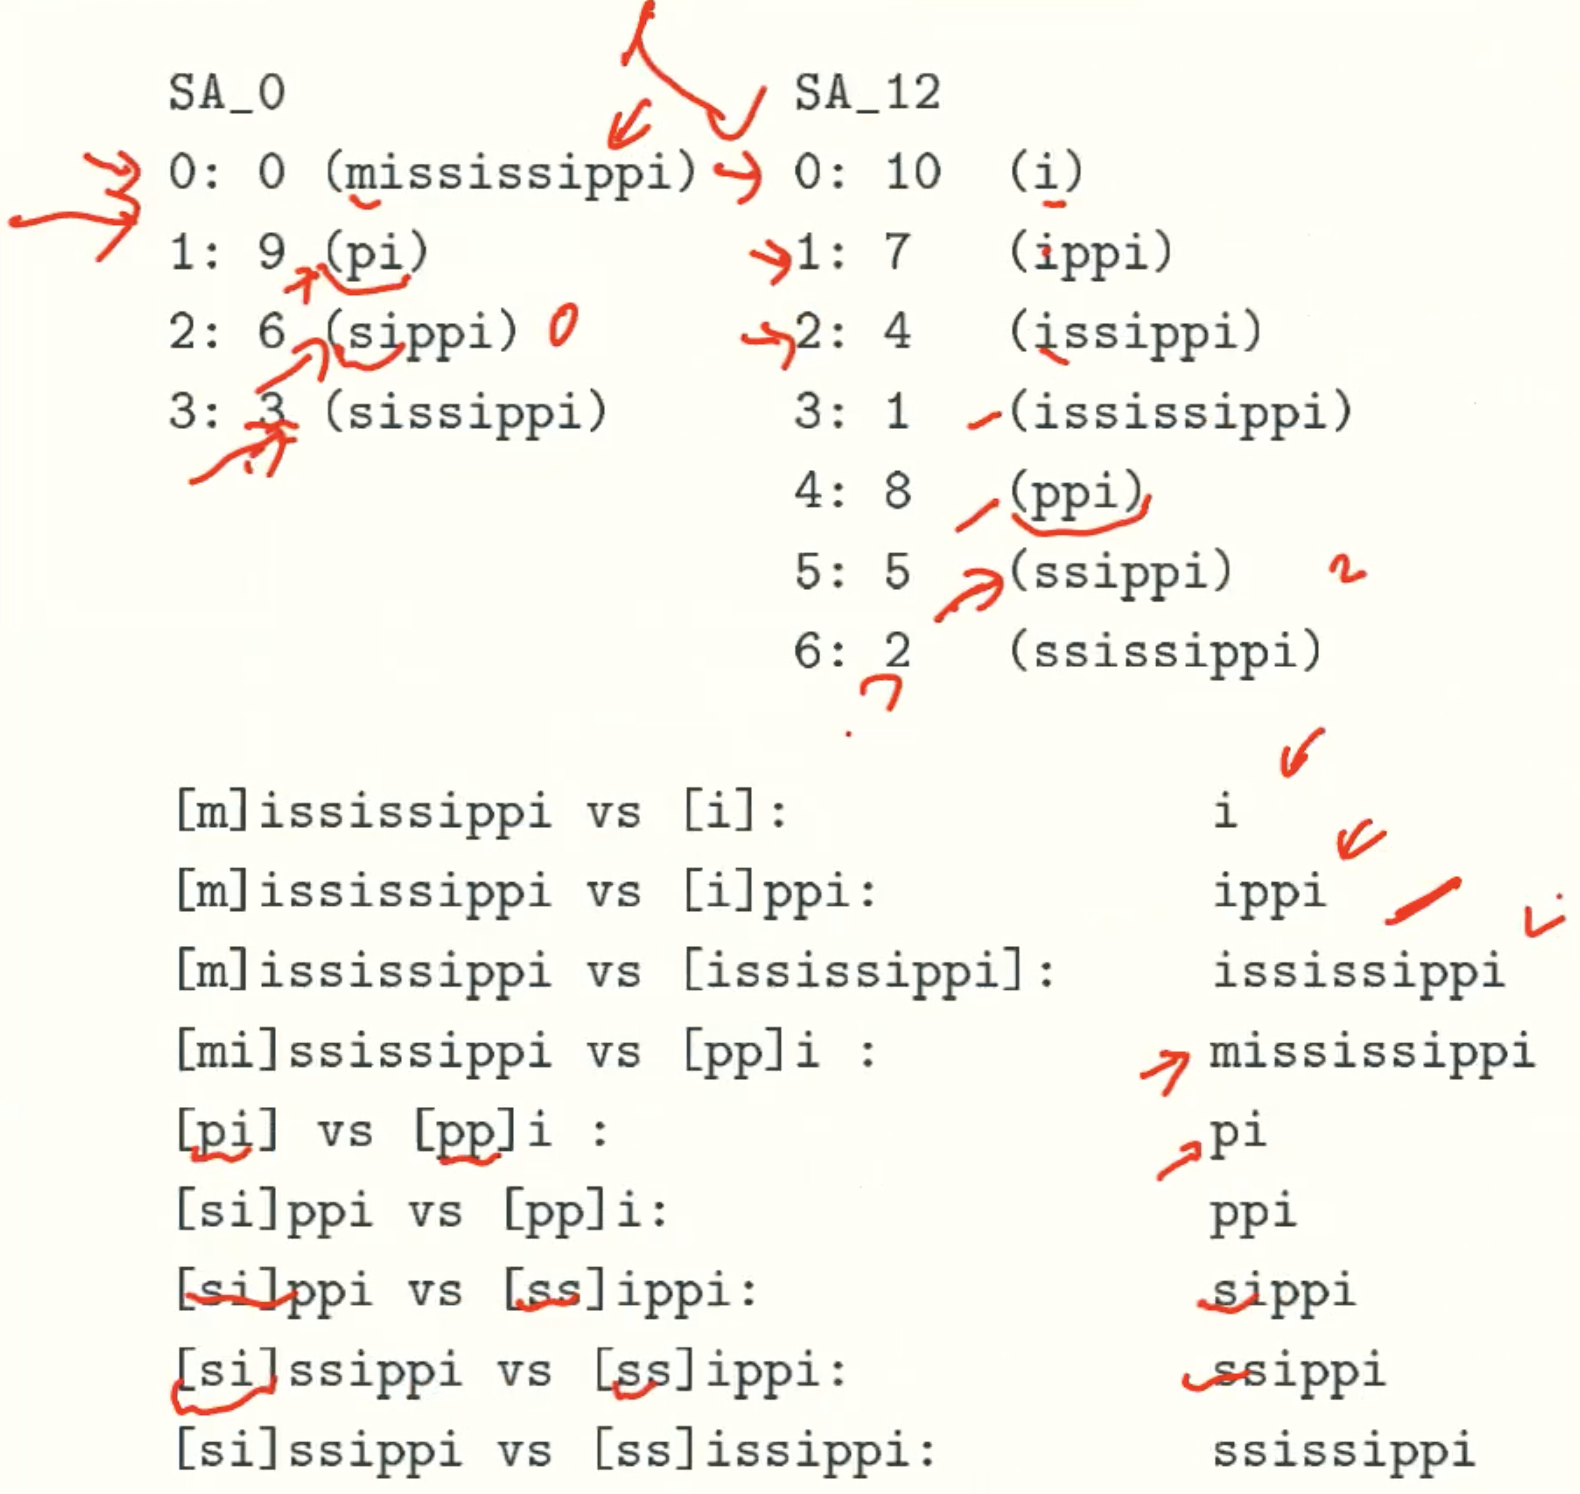 SA_0 SA_12
0: 0 (mississippi) 0: 10 (i)
1: 9 (pi) 1: 7 (ippi)
2: 6 (sippi) 0 2: 4 (issippi)
3: 3 (sissippi) 3: 1 (ississippi)
4: 8 (ppi)
5: 5 (ssippi) 2
6: 2 (ssissippi)
[m]ississippi vs [i]: i
[m]ississippi vs [i]ppi: ippi
[m]ississippi vs [ississippi]: ississippi
[mi]ssissippi vs [pp]i : mississippi
[pi] vs [pp]i : pi
[si]ppi vs [pp]i: ppi
[si]ppi vs [ss]ippi: sippi
[si]ssippi vs [ss]ippi: ssippi
[si]ssippi vs [ss]issippi: ssissippi